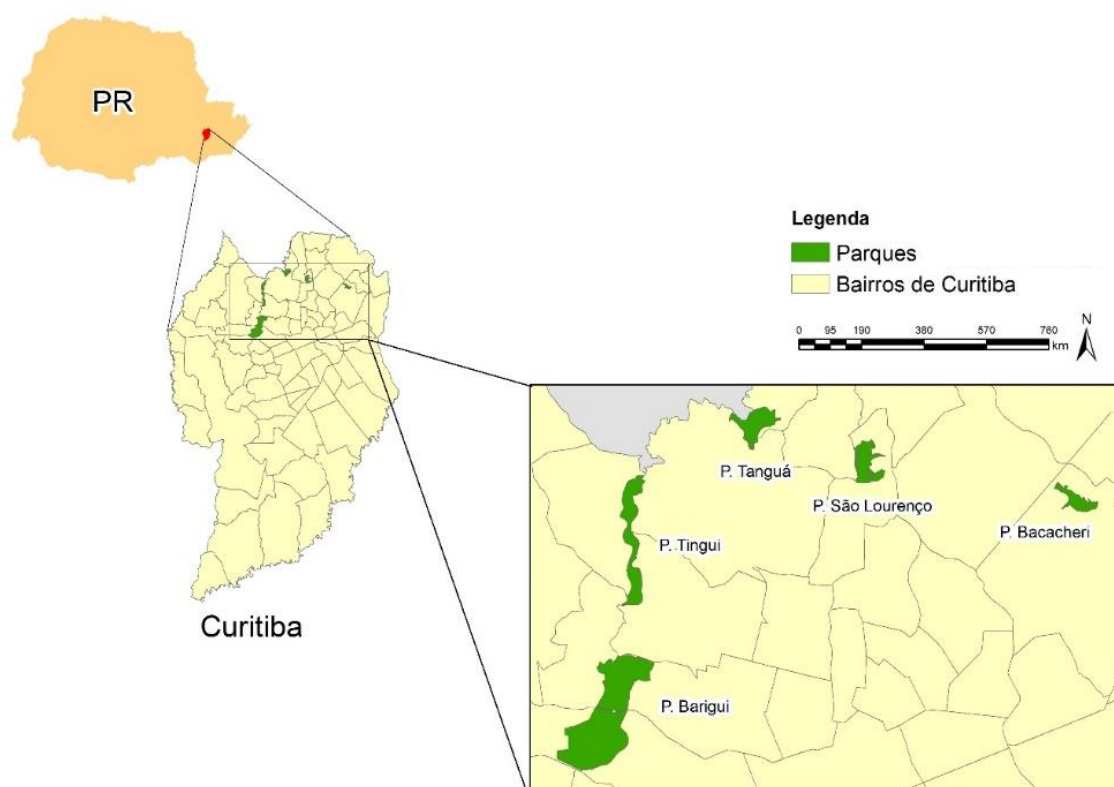 PR
Legenda
Parques
Bairros de Curitiba
N
0 95 190 380 570 760
km
P. Tanguá
P. São Lourenço
P. Bacacheri
P. Tingui
Curitiba
P. Barigui